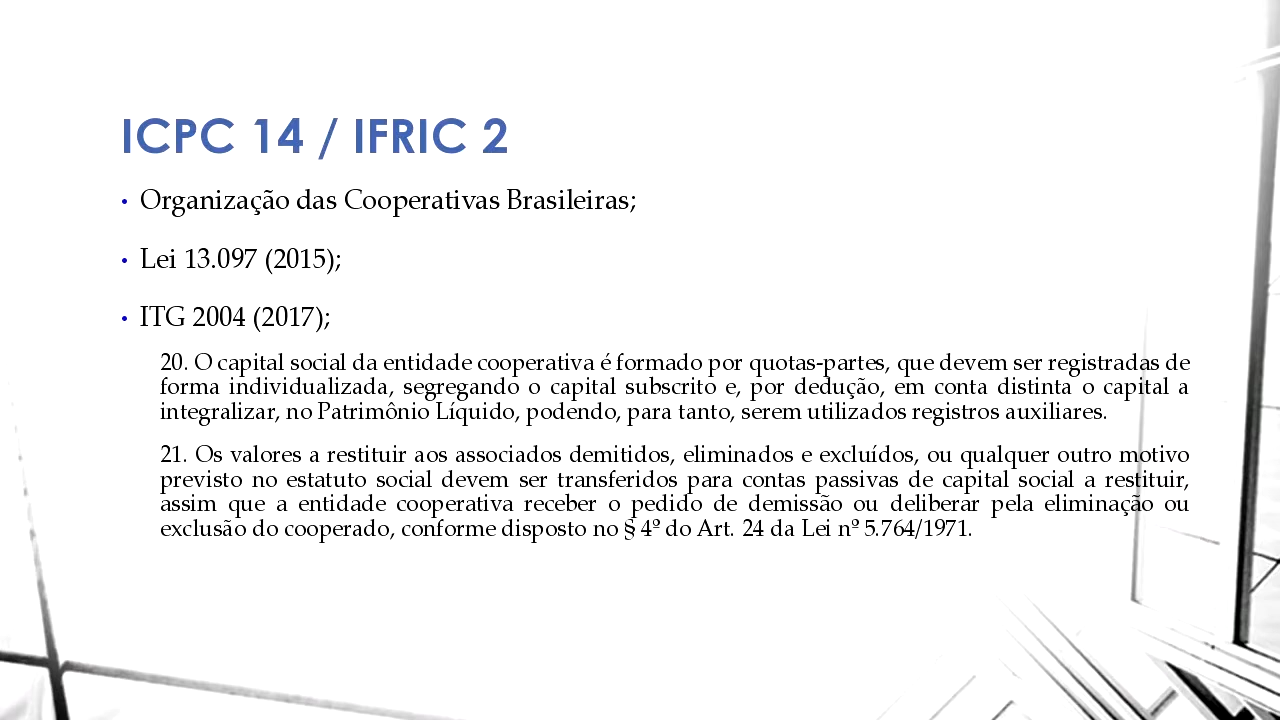 ICPC 14 / IFRIC 2
• Organização das Cooperativas Brasileiras;
• Lei 13.097 (2015);
• ITG 2004 (2017);
20. O capital social da entidade cooperativa é formado por quotas-partes, que devem ser registradas de
forma individualizada, segregando o capital subscrito e, por dedução, em conta distinta o capital a
integralizar, no Patrimônio Líquido, podendo, para tanto, serem utilizados registros auxiliares.
21. Os valores a restituir aos associados demitidos, eliminados e excluídos, ou qualquer outro motivo
previsto no estatuto social devem ser transferidos para contas passivas de capital social a restituir,
assim que a entidade cooperativa receber o pedido de demissão ou deliberar pela eliminação ou
exclusão do cooperado, conforme disposto no § 4º do Art. 24 da Lei nº 5.764/1971.